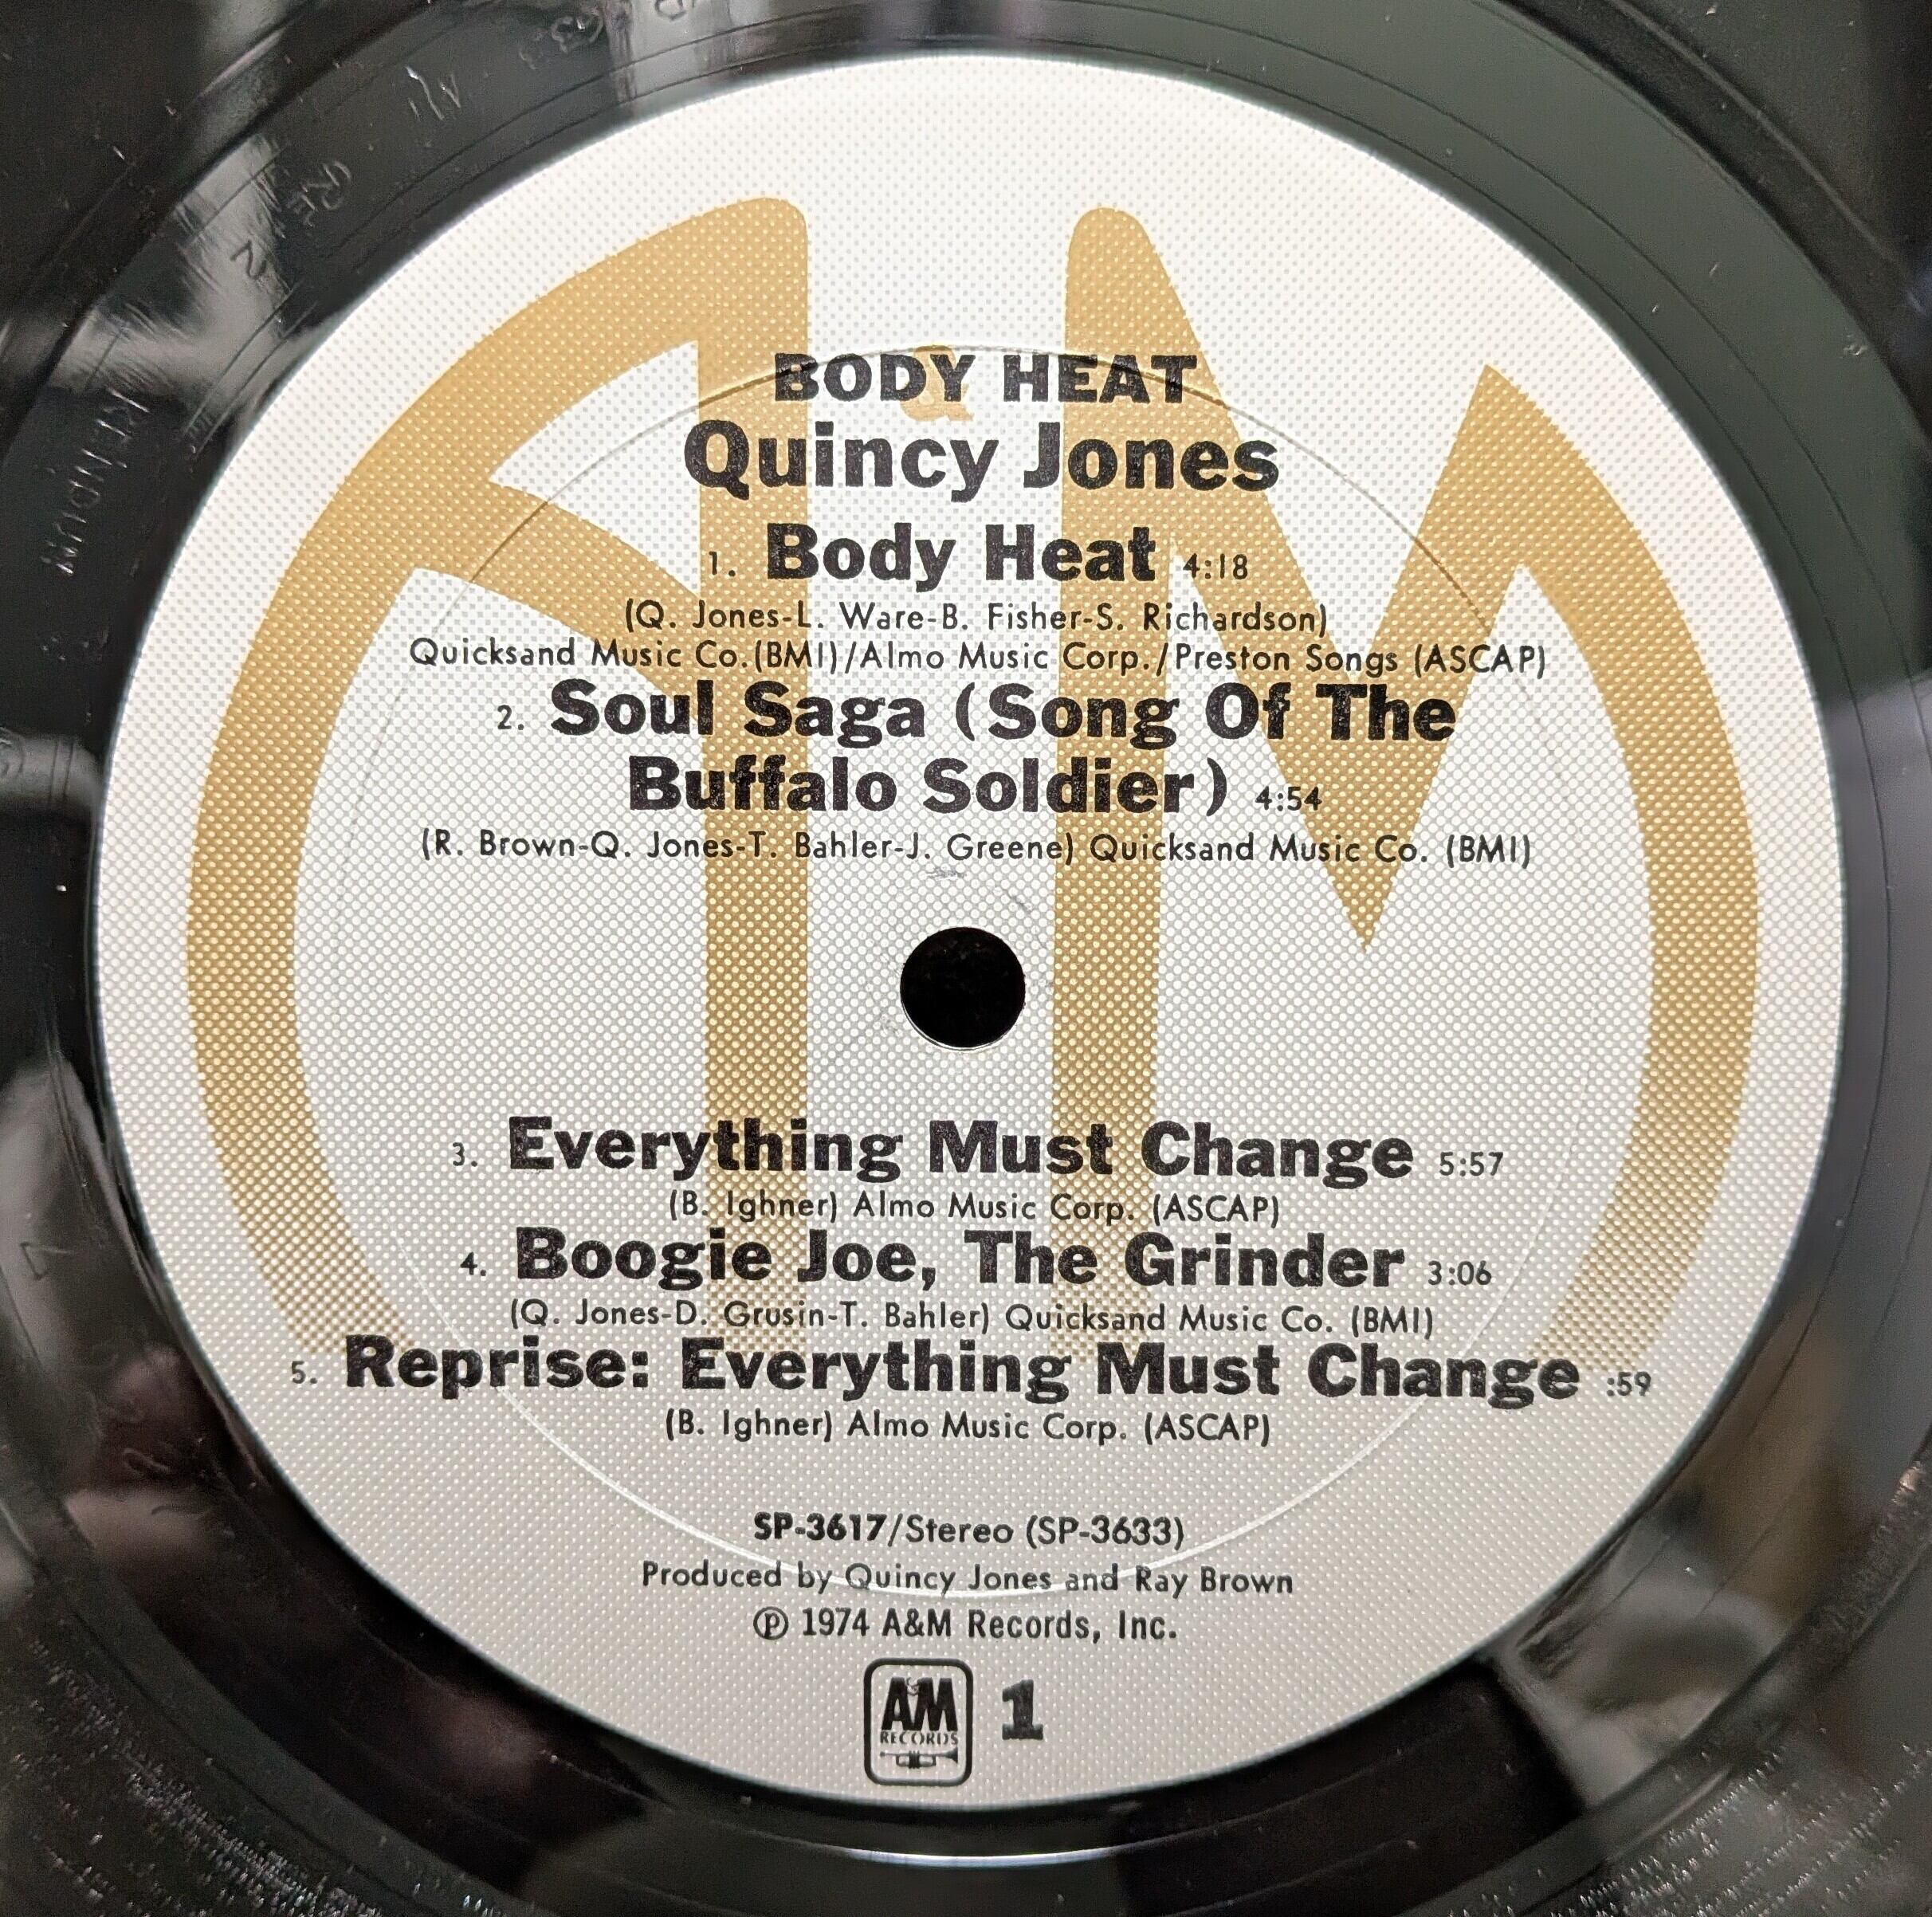 BODY HEAT
Quincy Jones
1. Body Heat 4:18
(Q. Jones-L. Ware-B. Fisher-S. Richardson)
Quicksand Music Co.(BMI)/Almo Music Corp./Preston Songs (ASCAP)
2. Soul Saga (Song Of The
Buffalo Soldier) 4:54
(R. Brown-Q. Jones-T. Bahler-J. Greene) Quicksand Music Co. (BMI)
3. Everything Must Change 5:57
(B. Ighner) Almo Music Corp. (ASCAP)
4. Boogie Joe, The Grinder 3:06
(Q. Jones-D. Grusin-T. Bahler) Quicksand Music Co. (BMI)
5. Reprise: Everything Must Change :59
(B. Ighner) Almo Music Corp. (ASCAP)
SP-3617/Stereo (SP-3633)
Produced by Quincy Jones and Ray Brown
℗ 1974 A&M Records, Inc.
A&M RECORDS 1
A&M